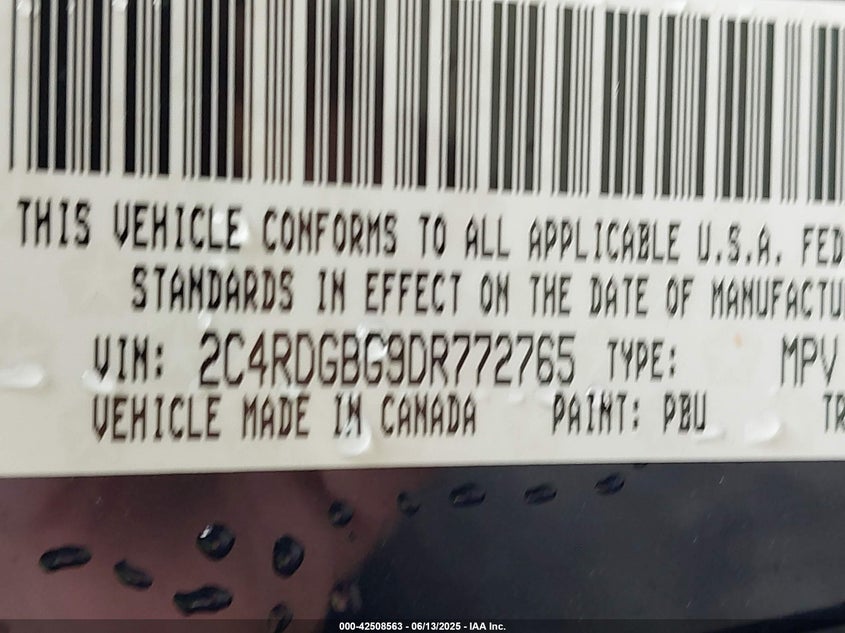 THIS VEHICLE CONFORMS TO ALL APPLICABLE U.S.A. FED
STANDARDS IN EFFECT ON THE DATE OF MANUFACTU
VIN: 2C4RDGBG9DR772765 TYPE: MPV
VEHICLE MADE IN CANADA PAINT: PBU TR
000-42508563 - 06/13/2025 - IAA Inc.